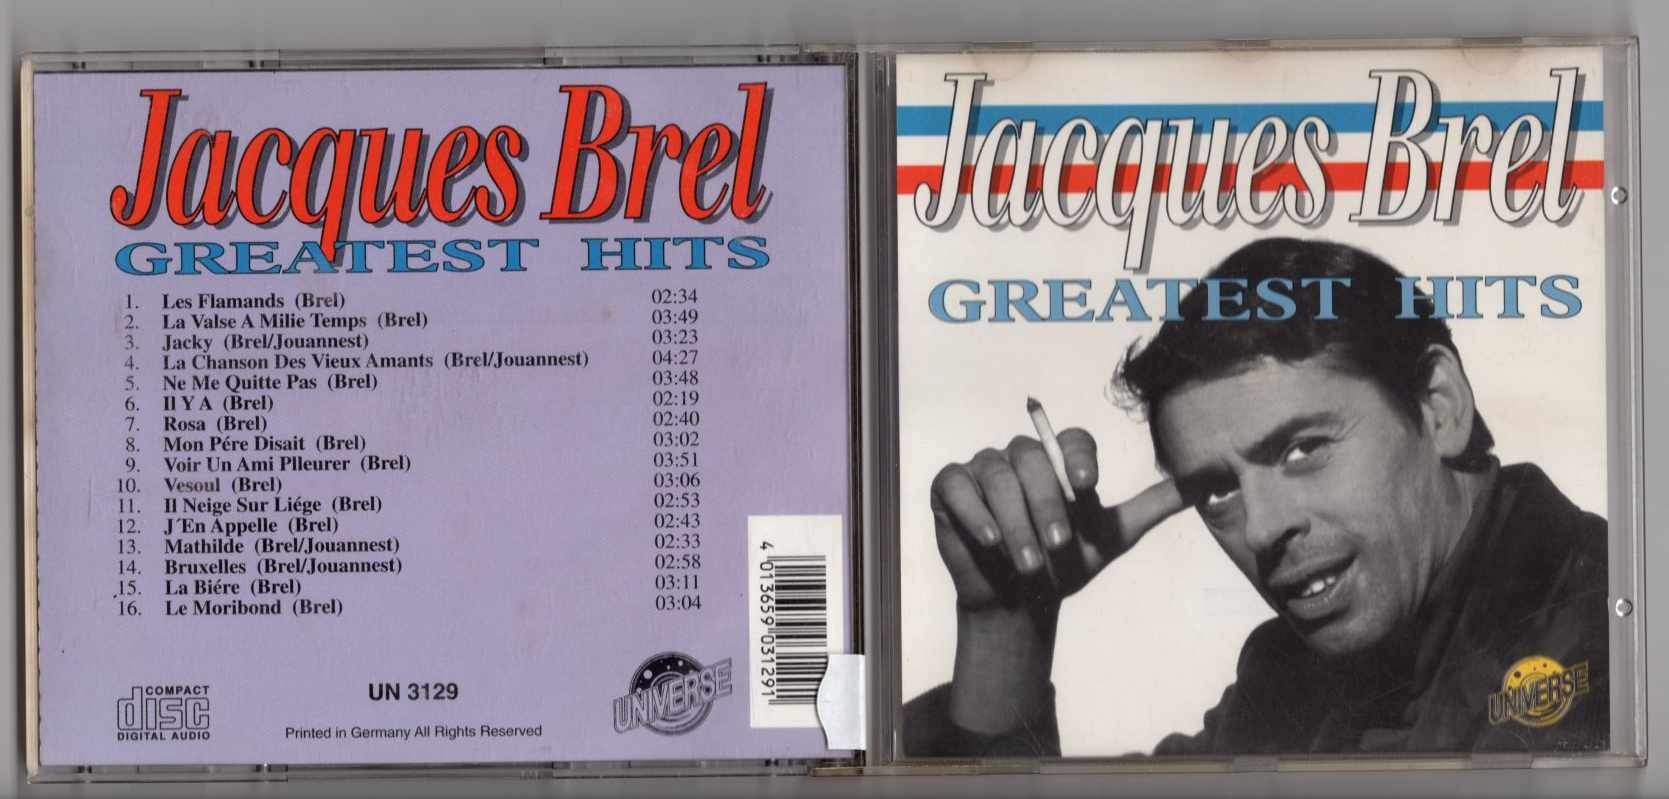 Jacques Brel
GREATEST HITS
1. Les Flamands (Brel) 02:34
2. La Valse A Milie Temps (Brel) 03:49
3. Jacky (Brel/Jouannest) 03:23
4. La Chanson Des Vieux Amants (Brel/Jouannest) 04:27
5. Ne Me Quitte Pas (Brel) 03:48
6. Il Y A (Brel) 02:19
7. Rosa (Brel) 02:40
8. Mon Pére Disait (Brel) 03:02
9. Voir Un Ami Plleurer (Brel) 03:51
10. Vesoul (Brel) 03:06
11. Il Neige Sur Liége (Brel) 02:53
12. J´En Appelle (Brel) 02:43
13. Mathilde (Brel/Jouannest) 02:33
14. Bruxelles (Brel/Jouannest) 02:58
15. La Biére (Brel) 03:11
16. Le Moribond (Brel) 03:04
COMPACT
disc
DIGITAL AUDIO
UN 3129
Printed in Germany All Rights Reserved
UNIVERSE
4 013659 031291
Jacques Brel
GREATEST HITS
UNIVERSE